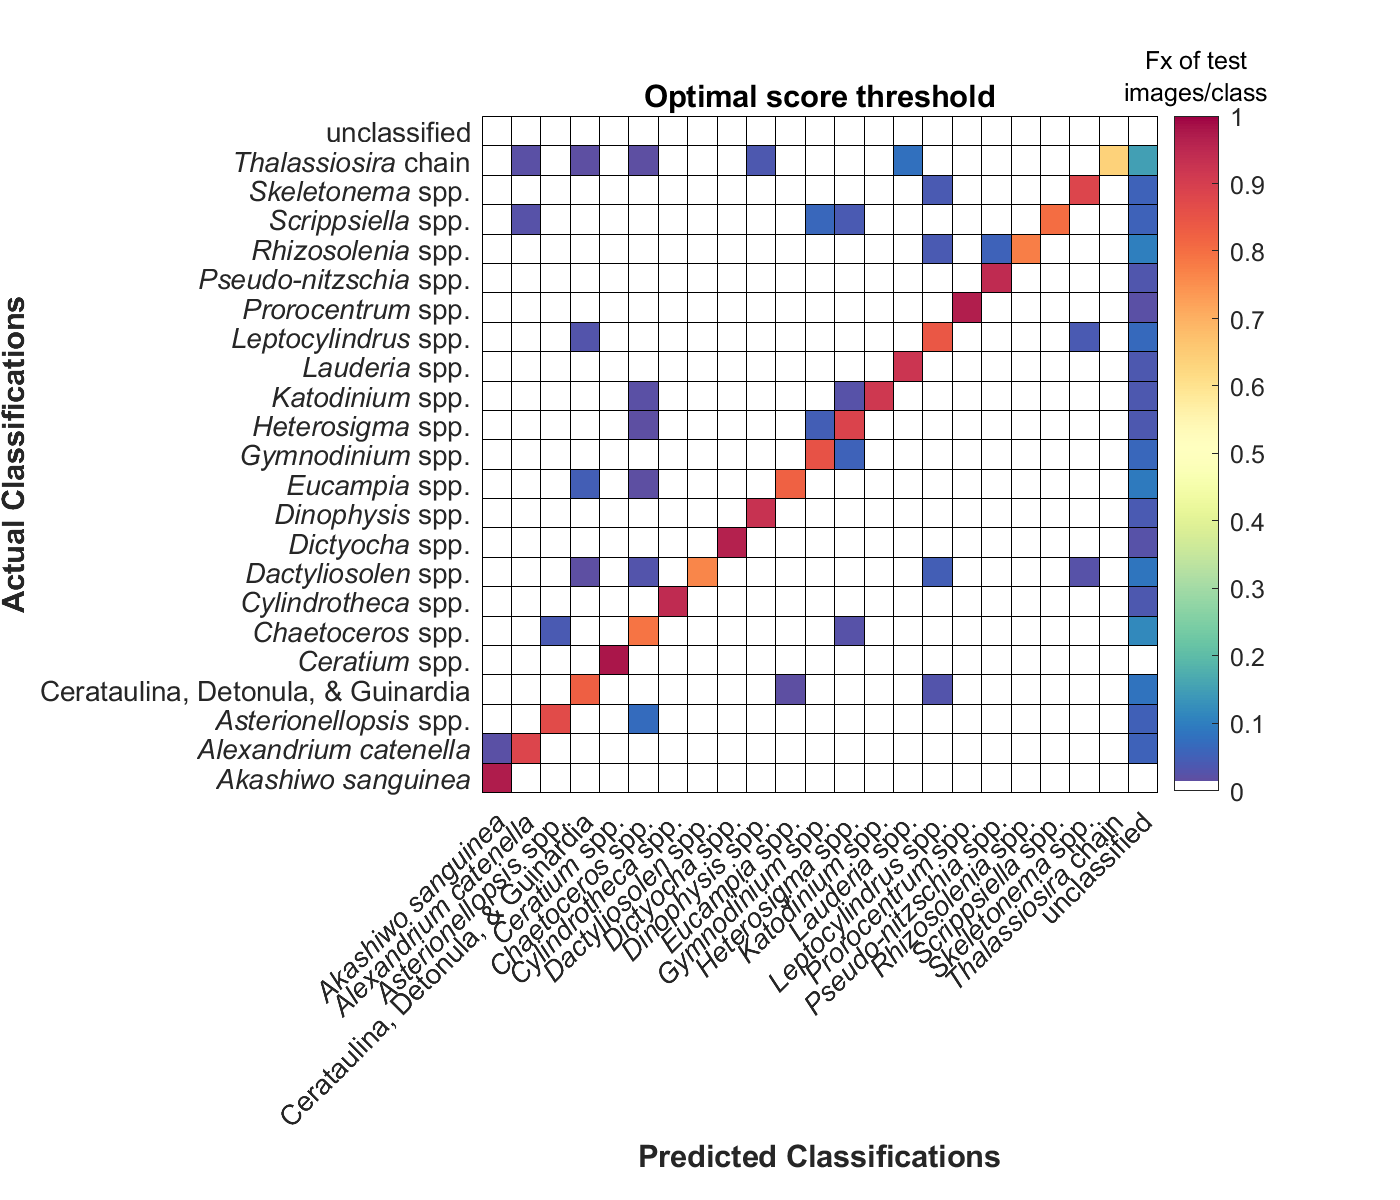 Fx of test
images/class
Optimal score threshold
unclassified
Thalassiosira chain
Skeletonema spp.
Scrippsiella spp.
Rhizosolenia spp.
Pseudo-nitzschia spp.
Prorocentrum spp.
Leptocylindrus spp.
Lauderia spp.
Katodinium spp.
Heterosigma spp.
Gymnodinium spp.
Eucampia spp.
Dinophysis spp.
Dictyocha spp.
Dactyliosolen spp.
Cylindrotheca spp.
Chaetoceros spp.
Ceratium spp.
Cerataulina, Detonula, & Guinardia
Asterionellopsis spp.
Alexandrium catenella
Akashiwo sanguinea
Actual Classifications
1
0.9
0.8
0.7
0.6
0.5
0.4
0.3
0.2
0.1
0
Akashiwo sanguinea
Alexandrium catenella
Asterionellopsis spp.
Cerataulina, Detonula, & Guinardia
Ceratium spp.
Chaetoceros spp.
Cylindrotheca spp.
Dactyliosolen spp.
Dictyocha spp.
Dinophysis spp.
Eucampia spp.
Gymnodinium spp.
Heterosigma spp.
Katodinium spp.
Lauderia spp.
Leptocylindrus spp.
Prorocentrum spp.
Pseudo-nitzschia spp.
Rhizosolenia spp.
Scrippsiella spp.
Skeletonema spp.
Thalassiosira chain
unclassified
Predicted Classifications